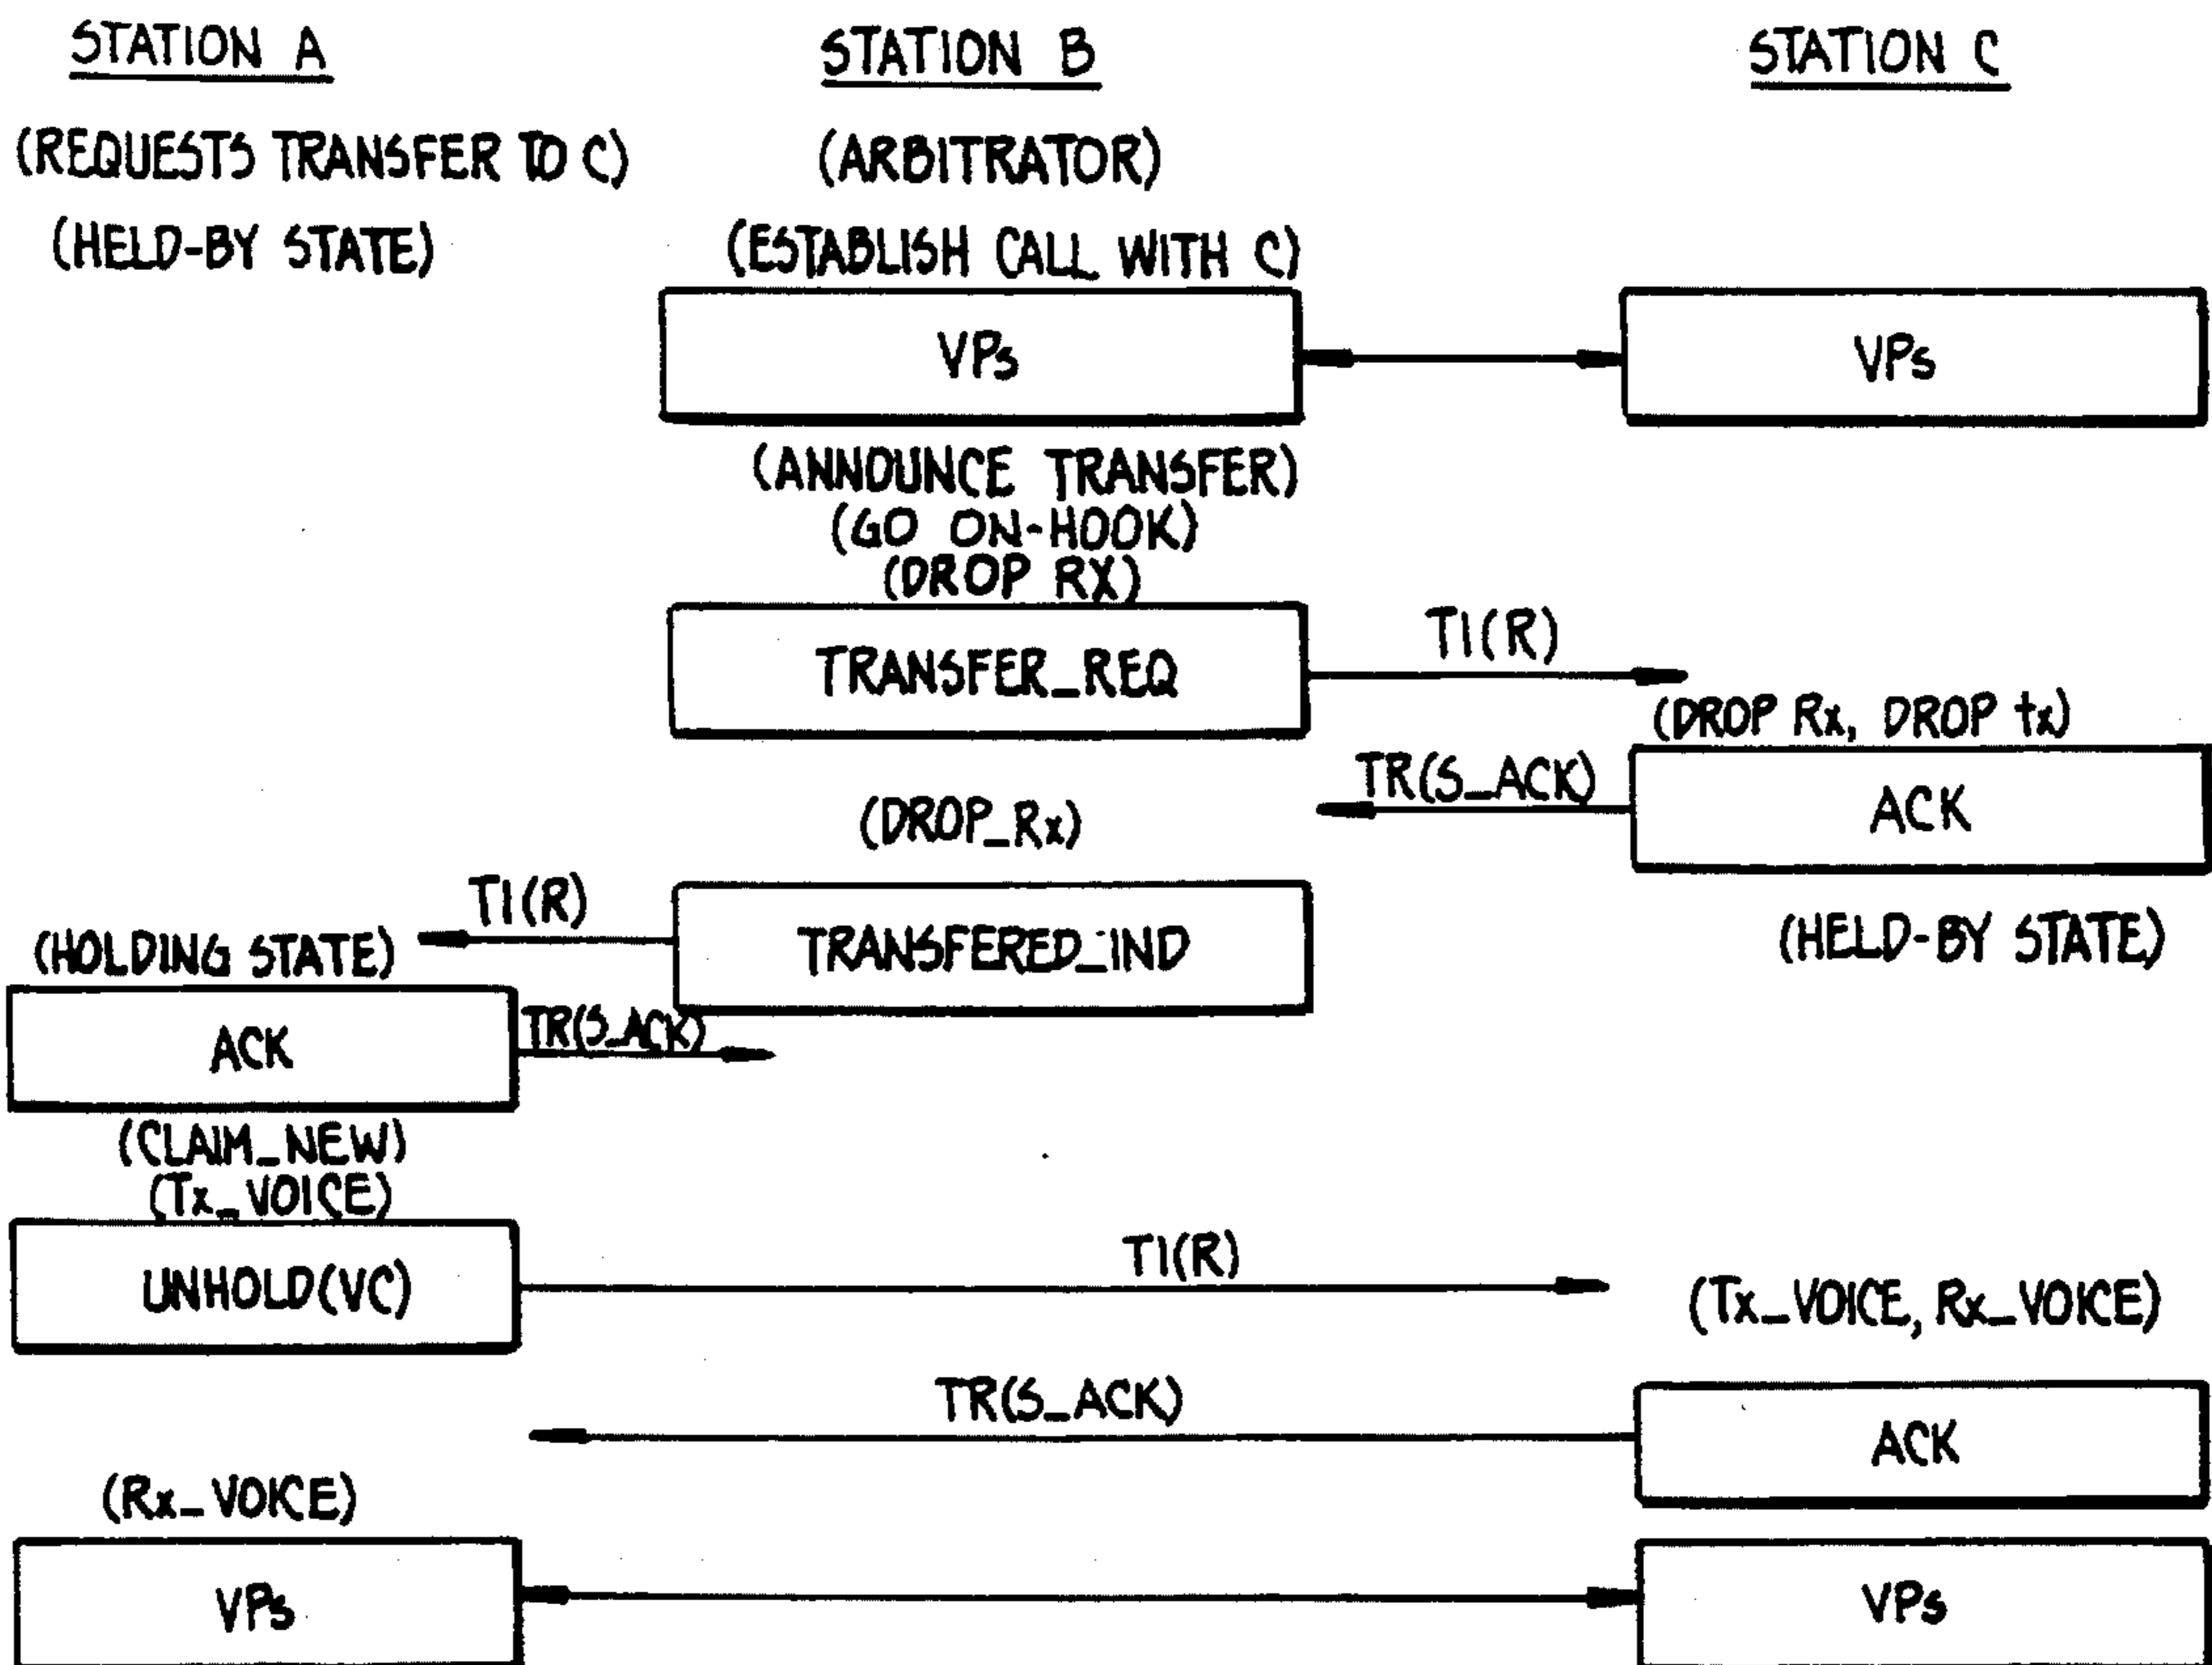 STATION A
STATION B
STATION C
(REQUESTS TRANSFER TO C)
(ARBITRATOR)
(HELD-BY STATE)
(ESTABLISH CALL WITH C)
VPs
VPs
(ANNOUNCE TRANSFER)
(GO ON-HOOK)
(DROP RX)
TRANSFER_REQ
TI(R)
(DROP Rx, DROP tx)
TR(S_ACK)
ACK
(DROP_Rx)
TI(R)
(HOLDING STATE)
TRANSFERED_IND
(HELD-BY STATE)
ACK
TR(S_ACK)
(CLAIM_NEW)
(Tx_VOICE)
UNHOLD(VC)
TI(R)
(Tx_VOICE, Rx_VOICE)
TR(S_ACK)
ACK
(Rx_VOICE)
VPs
VPs